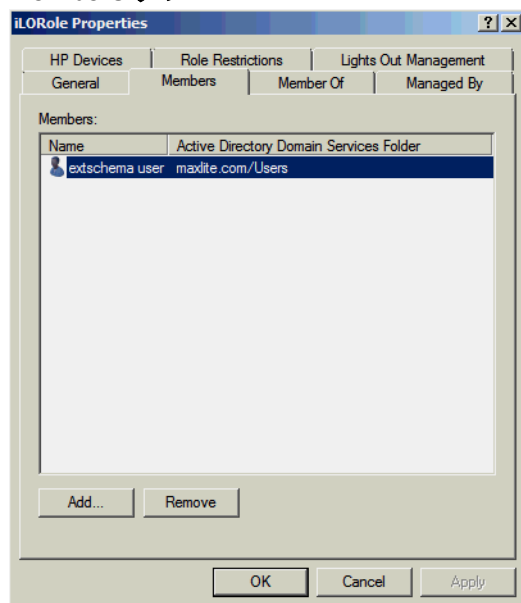 iLORole Properties
HP Devices Role Restrictions Lights Out Management
General Members Member Of Managed By
Members:
Name Active Directory Domain Services Folder
extschema user maxlite.com/Users
Add... Remove
OK Cancel Apply